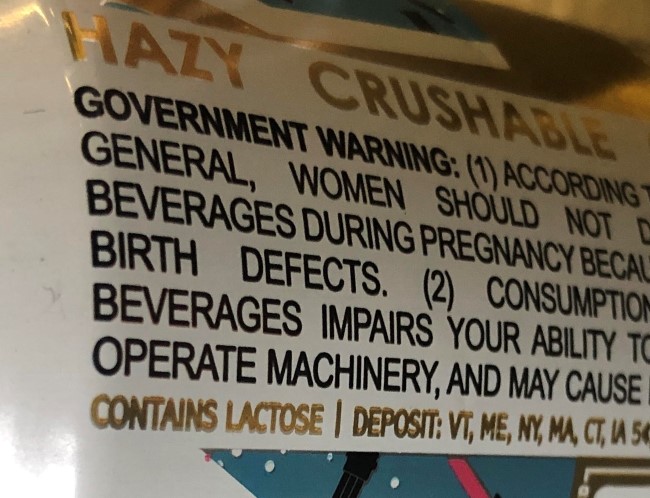 HAZY CRUSHABLE
GOVERNMENT WARNING: (1) ACCORDING
GENERAL, WOMEN SHOULD NOT
BEVERAGES DURING PREGNANCY
BIRTH DEFECTS. (2) CONSUMPTION
BEVERAGES IMPAIRS YOUR ABILITY TO
OPERATE MACHINERY, AND MAY CAUSE
CONTAINS LACTOSE | DEPOSIT: VT, ME, NY, MA, CT, IA 5¢